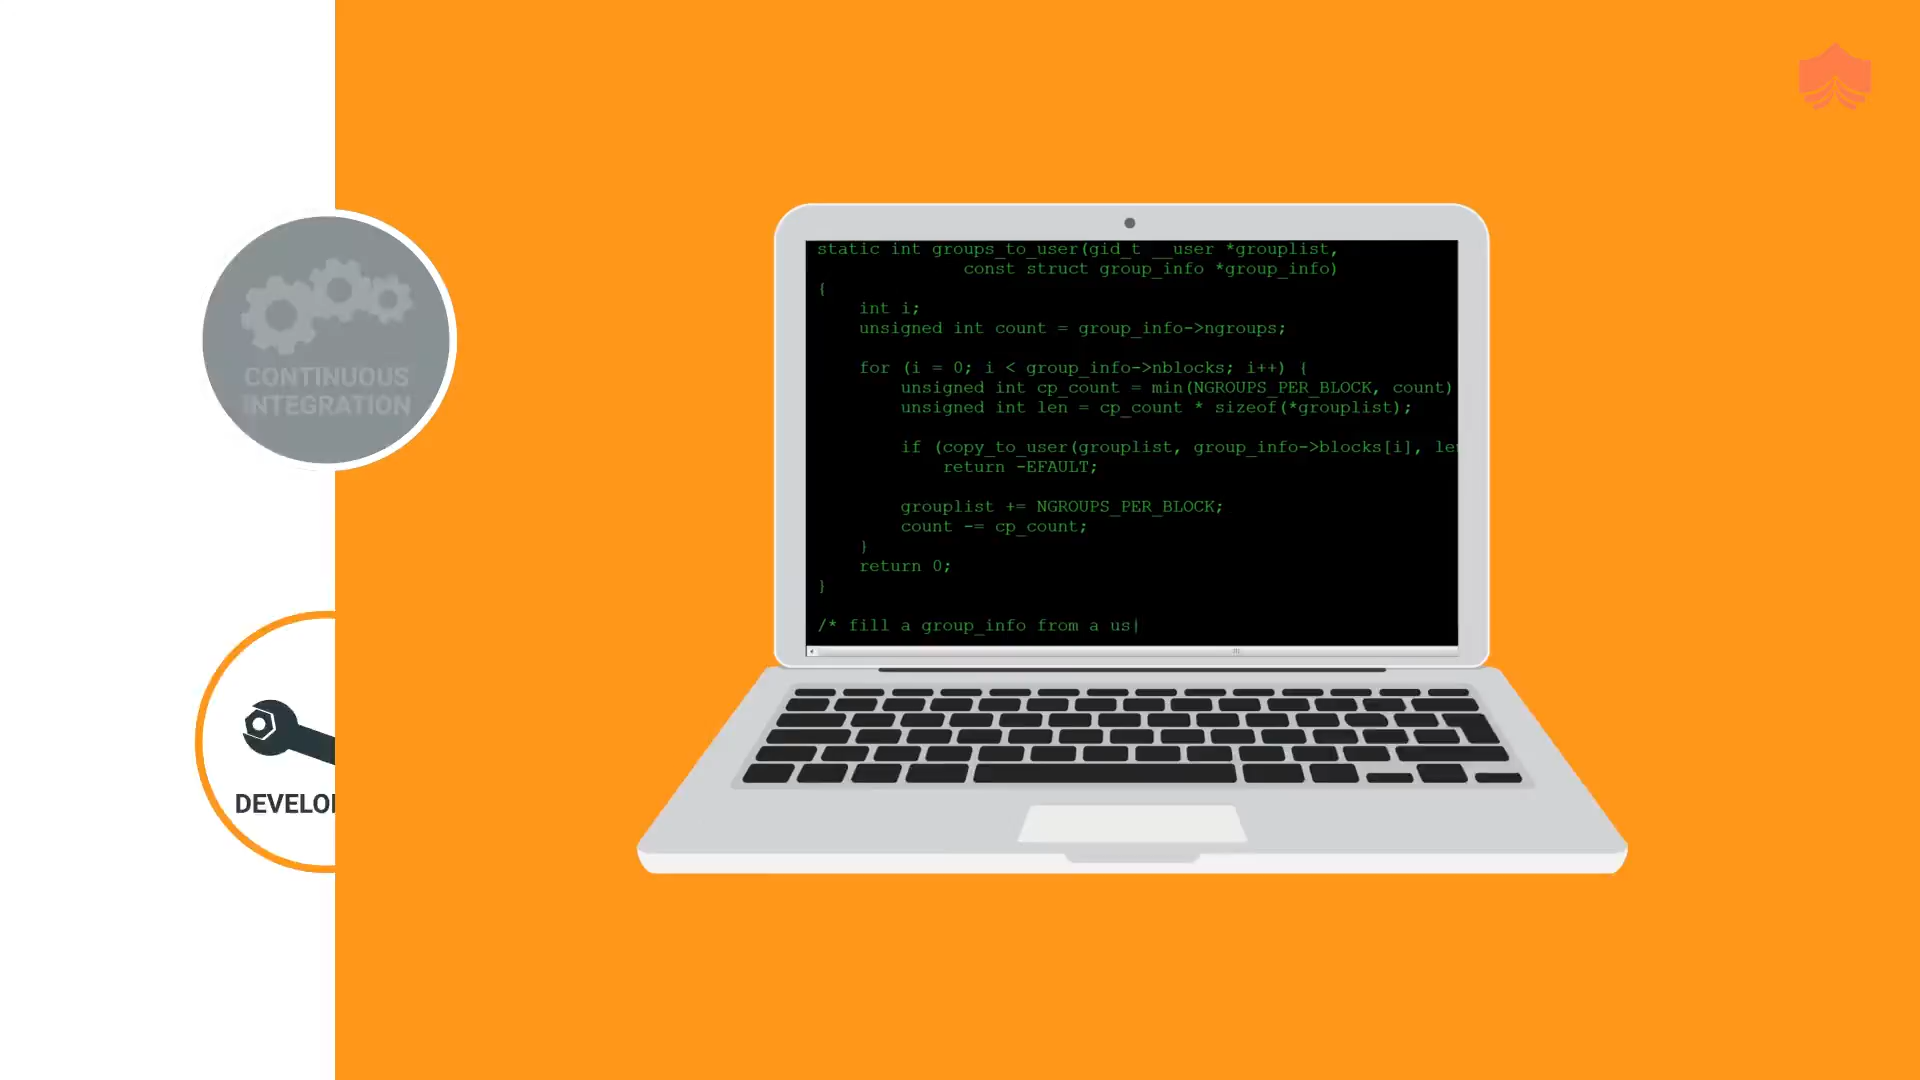 CONTINUOUS
INTEGRATION
DEVELO
static int groups_to_user(gid_t __user *grouplist,
const struct group_info *group_info)
{
int i;
unsigned int count = group_info->ngroups;
for (i = 0; i < group_info->nblocks; i++) {
unsigned int cp_count = min(NGROUPS_PER_BLOCK, count)
unsigned int len = cp_count * sizeof(*grouplist);
if (copy_to_user(grouplist, group_info->blocks[i], le
return -EFAULT;
grouplist += NGROUPS_PER_BLOCK;
count -= cp_count;
}
return 0;
}
/* fill a group_info from a us